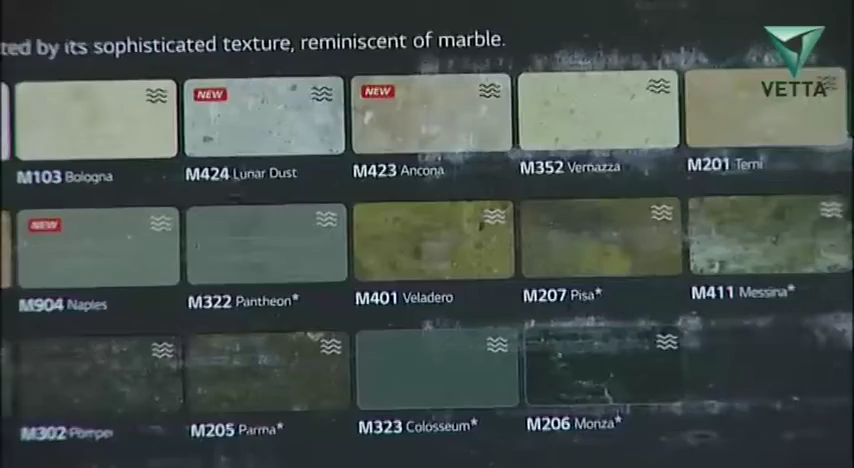 ted by its sophisticated texture, reminiscent of marble.
VETTA
NEW
NEW
M103 Bologna
M424 Lunar Dust
M423 Ancona
M352 Vernazza
M201 Terni
NEW
M904 Naples
M322 Pantheon*
M401 Veladero
M207 Pisa*
M411 Messina*
M302 Pompei
M205 Parma*
M323 Colosseum*
M206 Monza*